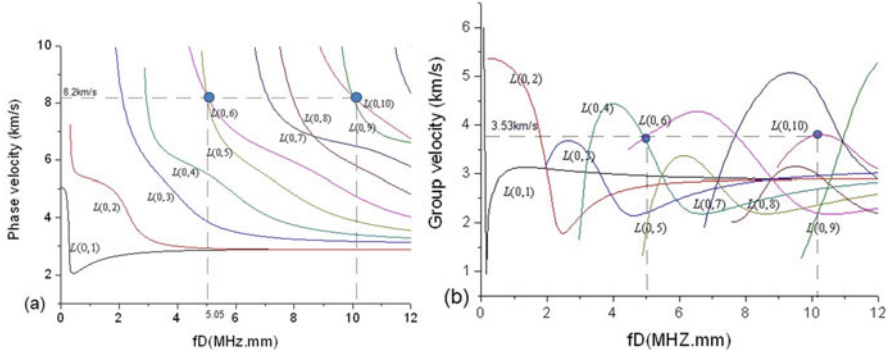 Phase velocity (km/s)
10
8
6
4
2
8.2km/s
L(0,6)
L(0,5)
L(0,10)
L(0,9)
L(0,8)
L(0,7)
L(0,4)
L(0,3)
L(0,2)
L(0,1)
(a)
0
2
4
5.05
6
8
10
12
fD(MHz.mm)
Group velocity (km/s)
6
5
4
3
2
1
3.53km/s
L(0,2)
L(0,4)
L(0,6)
L(0,10)
L(0,3)
L(0,1)
L(0,5)
L(0,7)
L(0,8)
L(0,9)
(b)
0
2
4
6
8
10
12
fD(MHZ.mm)